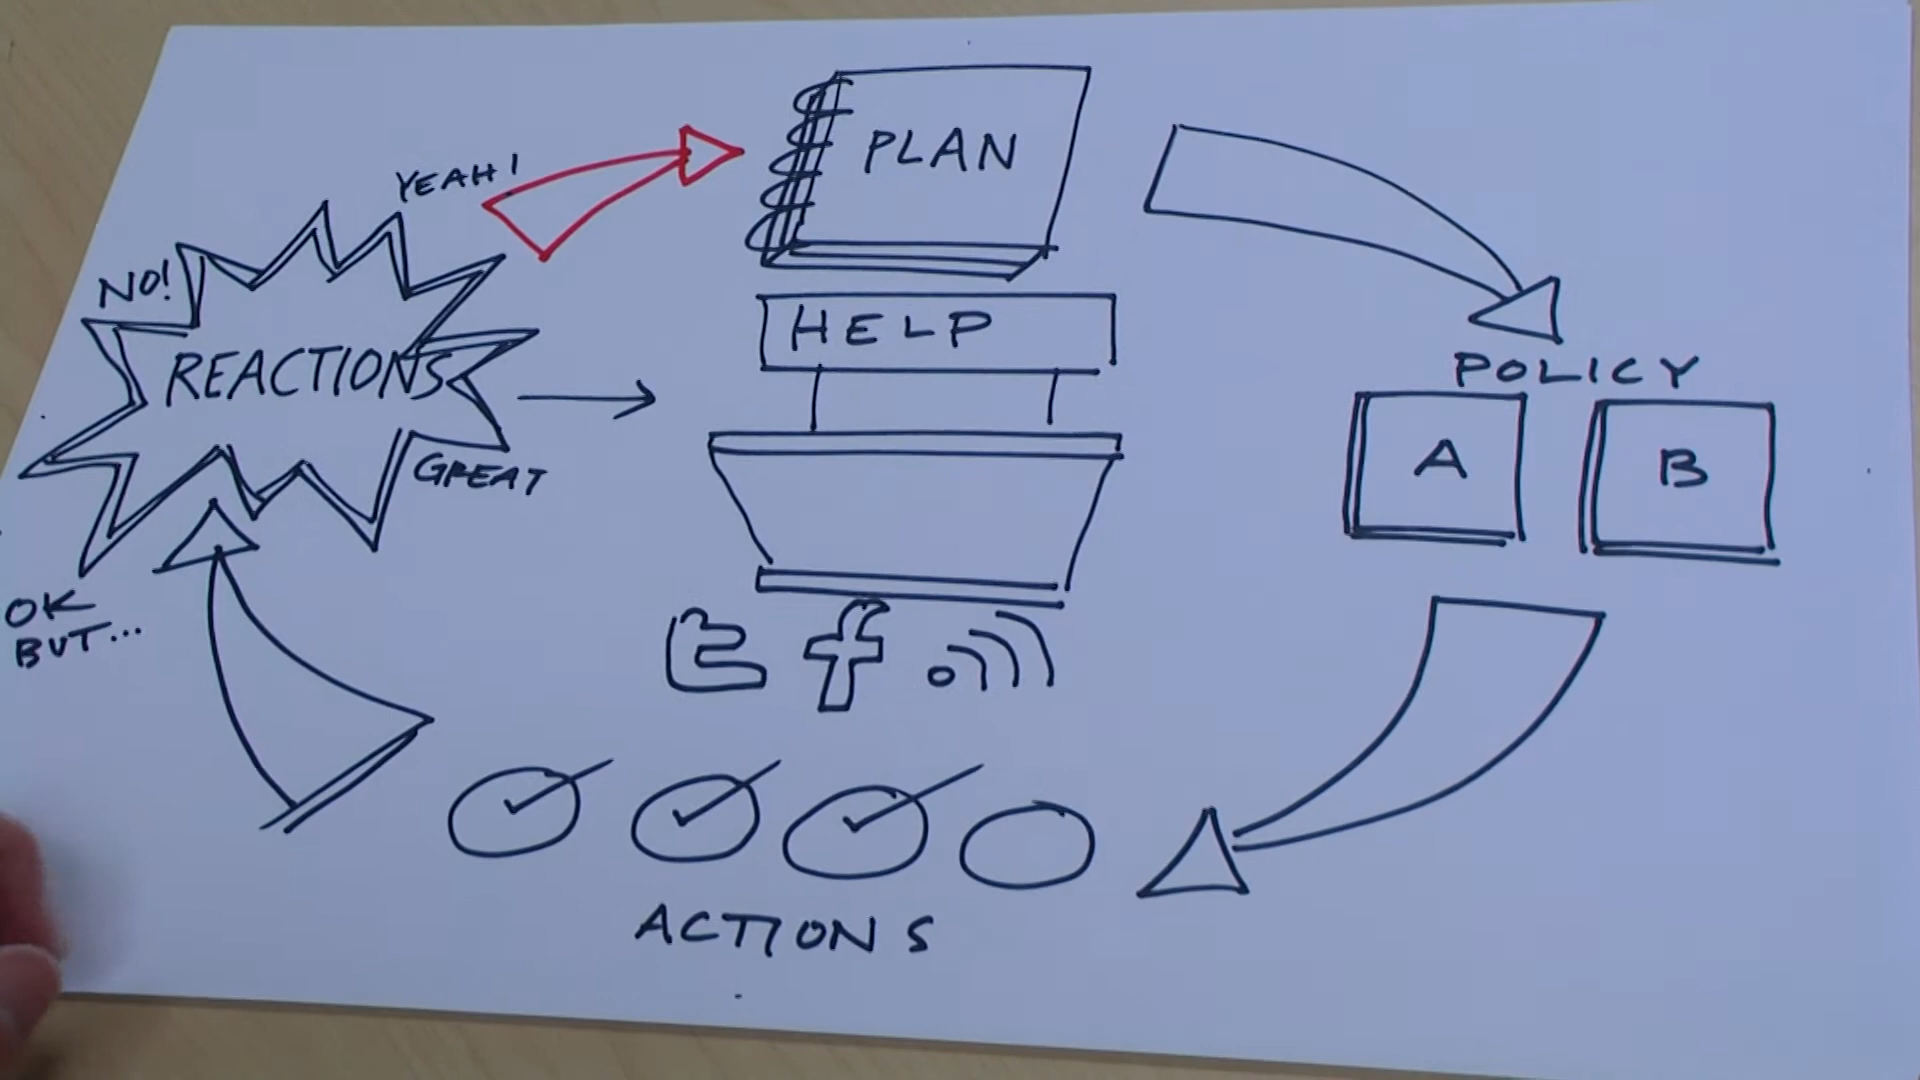 PLAN
YEAH!
NO!
HELP
REACTIONS
POLICY
A
B
GREAT
OK
BUT...
ACTIONS